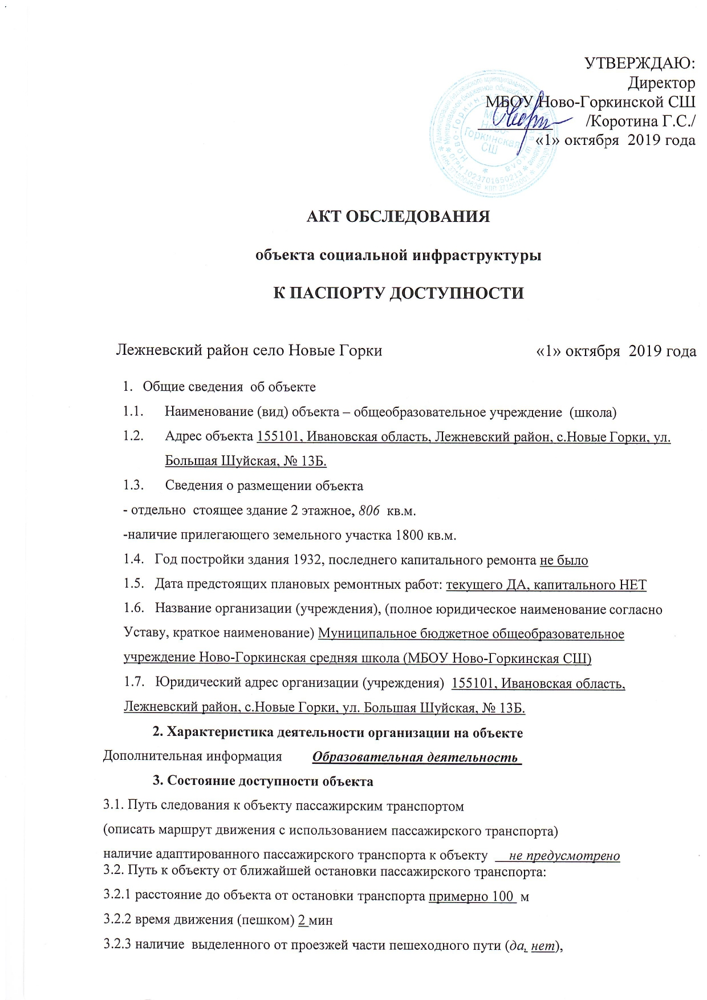 УТВЕРЖДАЮ:
Директор
МБОУ Ново-Горкинской СШ
/Коротина Г.С./
«1» октября 2019 года
МБОУ
Ново-
Горкинская
СШ
ОГРН 1023701650213
КПП 371501001
АКТ ОБСЛЕДОВАНИЯ
объекта социальной инфраструктуры
К ПАСПОРТУ ДОСТУПНОСТИ
Лежневский район село Новые Горки «1» октября 2019 года
1. Общие сведения об объекте
1.1. Наименование (вид) объекта – общеобразовательное учреждение (школа)
1.2. Адрес объекта 155101, Ивановская область, Лежневский район, с.Новые Горки, ул.
Большая Шуйская, № 13Б.
1.3. Сведения о размещении объекта
- отдельно стоящее здание 2 этажное, 806 кв.м.
-наличие прилегающего земельного участка 1800 кв.м.
1.4. Год постройки здания 1932, последнего капитального ремонта не было
1.5. Дата предстоящих плановых ремонтных работ: текущего ДА, капитального НЕТ
1.6. Название организации (учреждения), (полное юридическое наименование согласно
Уставу, краткое наименование) Муниципальное бюджетное общеобразовательное
учреждение Ново-Горкинская средняя школа (МБОУ Ново-Горкинская СШ)
1.7. Юридический адрес организации (учреждения) 155101, Ивановская область,
Лежневский район, с.Новые Горки, ул. Большая Шуйская, № 13Б.
2. Характеристика деятельности организации на объекте
Дополнительная информация Образовательная деятельность
3. Состояние доступности объекта
3.1. Путь следования к объекту пассажирским транспортом
(описать маршрут движения с использованием пассажирского транспорта)
наличие адаптированного пассажирского транспорта к объекту не предусмотрено
3.2. Путь к объекту от ближайшей остановки пассажирского транспорта:
3.2.1 расстояние до объекта от остановки транспорта примерно 100 м
3.2.2 время движения (пешком) 2 мин
3.2.3 наличие выделенного от проезжей части пешеходного пути (да, нет),